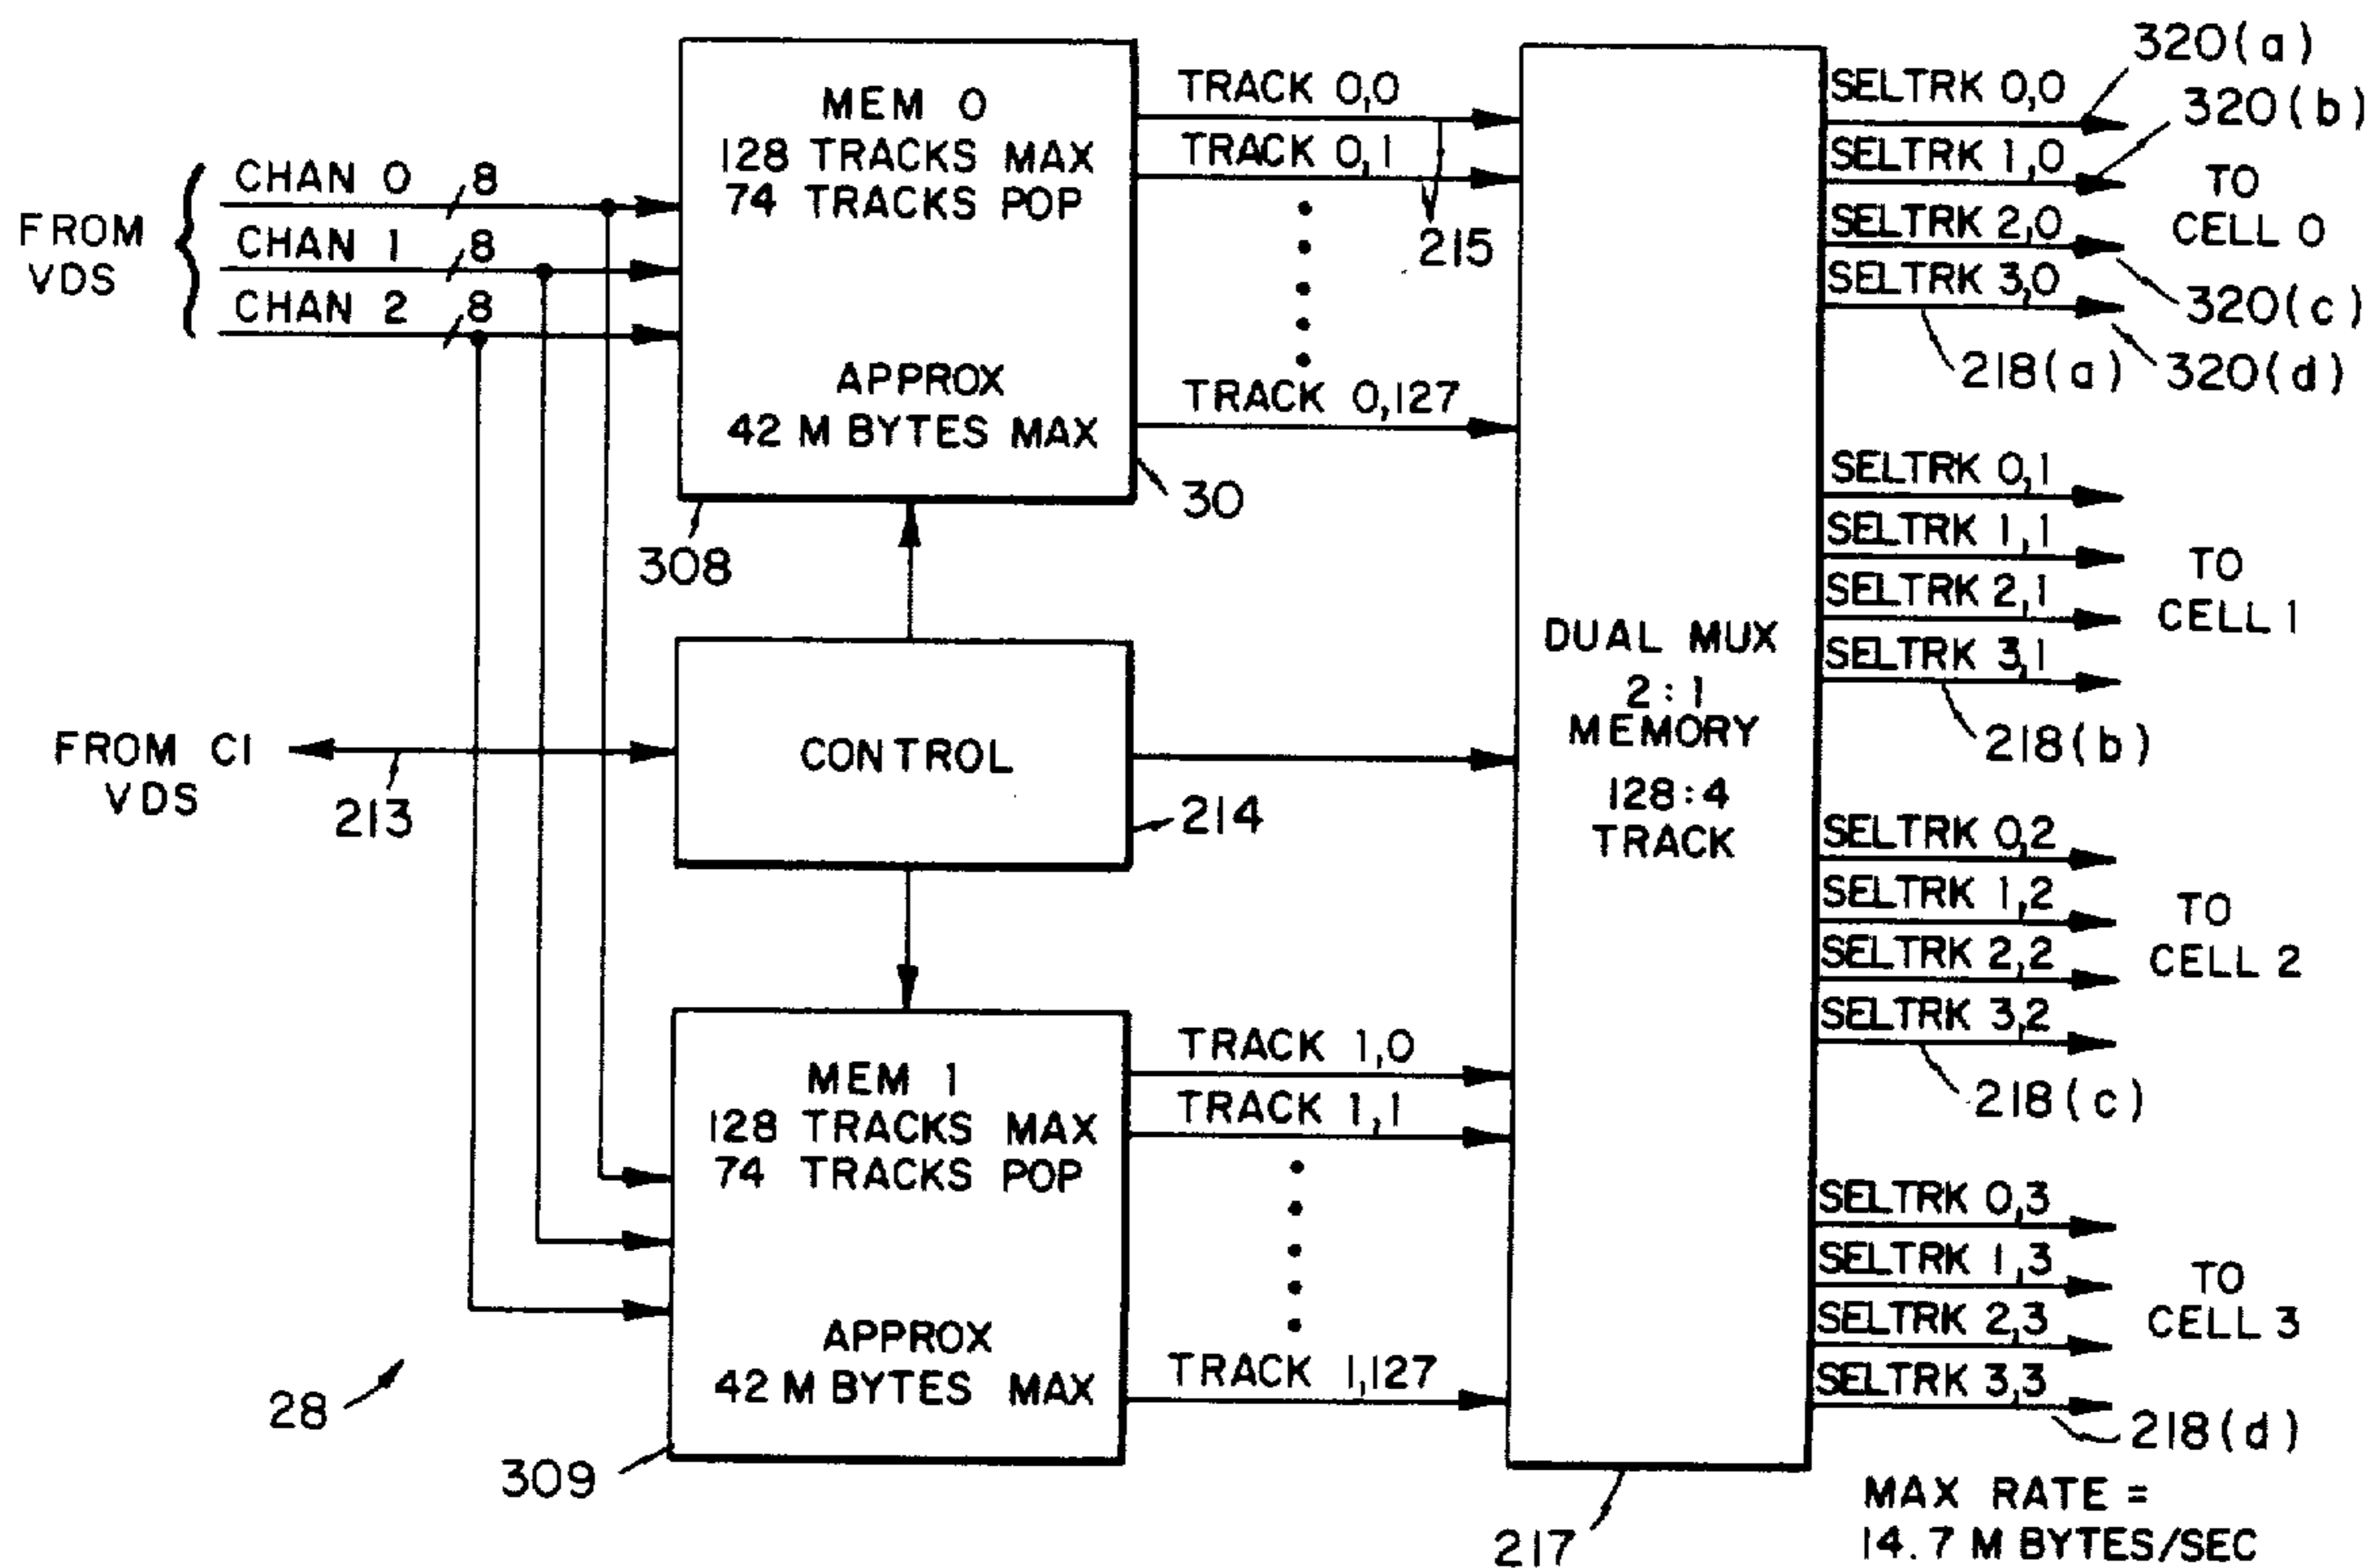 FROM
VDS
CHAN 0
8
CHAN 1
8
CHAN 2
8
MEM 0
128 TRACKS MAX
74 TRACKS POP
APPROX
42 M BYTES MAX
30
308
TRACK 0,0
TRACK 0,1
215
TRACK 0,127
FROM CI
VDS
213
CONTROL
214
MEM 1
128 TRACKS MAX
74 TRACKS POP
APPROX
42 M BYTES MAX
309
28
TRACK 1,0
TRACK 1,1
TRACK 1,127
DUAL MUX
2:1
MEMORY
128:4
TRACK
217
SELTRK 0,0
320(a)
SELTRK 1,0
320(b)
SELTRK 2,0
320(c)
SELTRK 3,0
320(d)
218(a)
TO
CELL 0
SELTRK 0,1
SELTRK 1,1
SELTRK 2,1
SELTRK 3,1
218(b)
TO
CELL 1
SELTRK 0,2
SELTRK 1,2
SELTRK 2,2
SELTRK 3,2
218(c)
TO
CELL 2
SELTRK 0,3
SELTRK 1,3
SELTRK 2,3
SELTRK 3,3
218(d)
TO
CELL 3
MAX RATE =
14.7 M BYTES/SEC